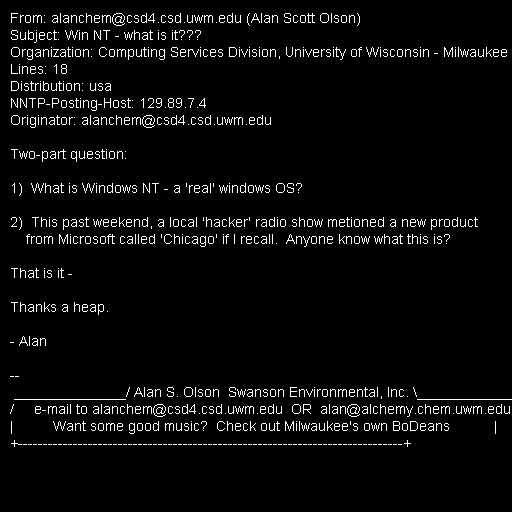 From: alanchem@csd4.csd.uwm.edu (Alan Scott Olson)
Subject: Win NT - what is it???
Organization: Computing Services Division, University of Wisconsin - Milwaukee
Lines: 18
Distribution: usa
NNTP-Posting-Host: 129.89.7.4
Originator: alanchem@csd4.csd.uwm.edu

Two-part question:

1)  What is Windows NT - a 'real' windows OS?

2)  This past weekend, a local 'hacker' radio show metioned a new product
    from Microsoft called 'Chicago' if I recall.  Anyone know what this is?

That is it -

Thanks a heap.

- Alan

--
 ________________/ Alan S. Olson  Swanson Environmental, Inc. \______________
/     e-mail to alanchem@csd4.csd.uwm.edu  OR  alan@alchemy.chem.uwm.edu
|          Want some good music?  Check out Milwaukee's own BoDeans           |
+-----------------------------------------------------------------------------+